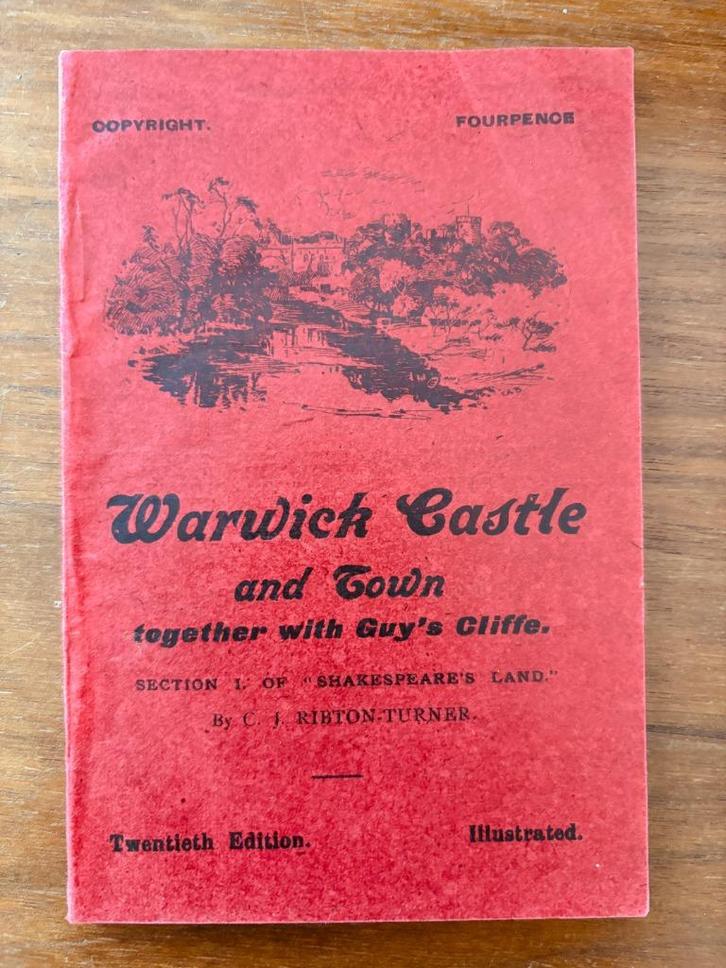 COPYRIGHT. FOURPENCE
Warwick Castle
and Town
together with Guy's Cliffe.
SECTION I. OF "SHAKESPEARE'S LAND."
By C. J. RIBTON-TURNER.
Twentieth Edition. Illustrated.